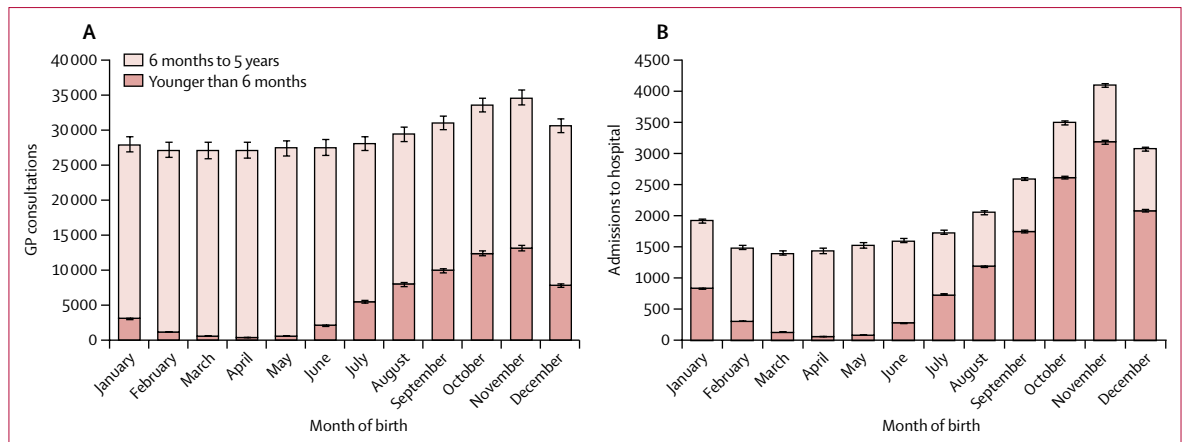 A
40 000
35 000
30 000
25 000
20 000
15 000
10 000
5000
0
GP consultations
6 months to 5 years
Younger than 6 months
January
February
March
April
May
June
July
August
September
October
November
December
Month of birth
B
4500
4000
3500
3000
2500
2000
1500
1000
500
0
Admissions to hospital
January
February
March
April
May
June
July
August
September
October
November
December
Month of birth